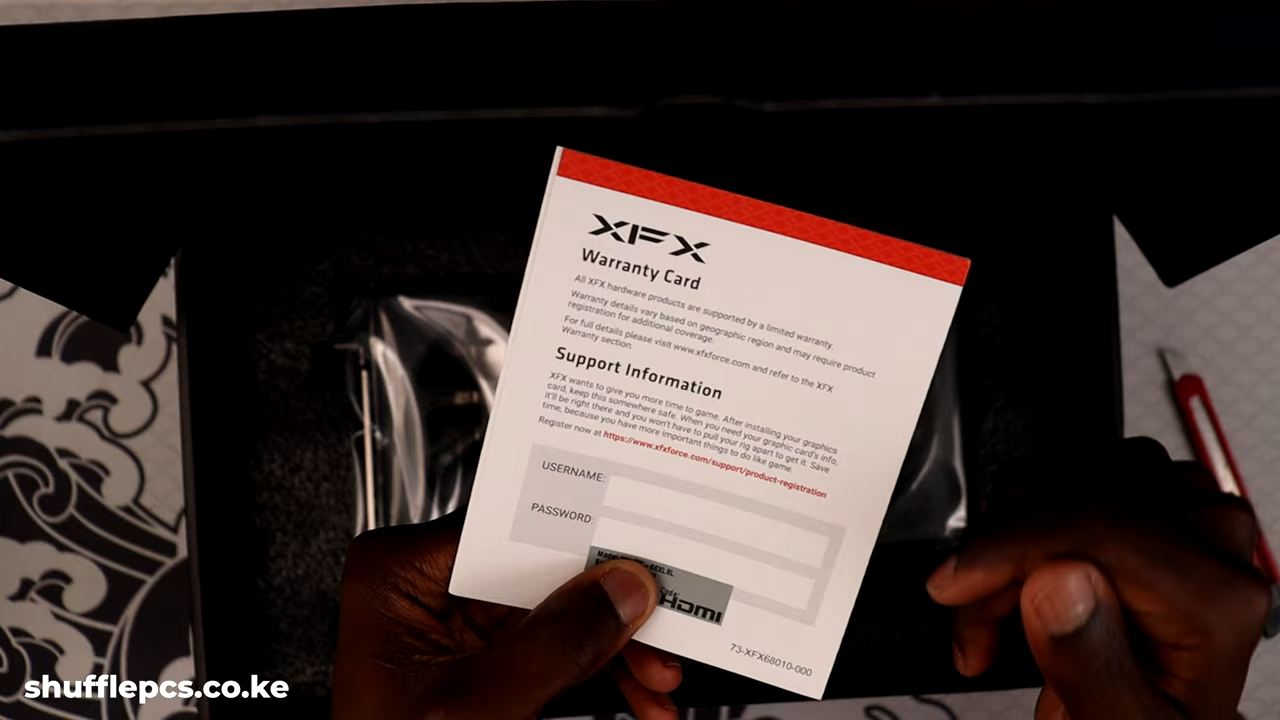 XFX
Warranty Card
All XFX hardware products are supported by a limited warranty.
Warranty details vary based on geographic region and may require product
registration for additional coverage.
For full details please visit www.xfxforce.com and refer to the XFX
Warranty section.
Support Information
XFX wants to give you more time to game. After installing your graphics
card, keep this somewhere safe. When you need your graphic card's info,
it'll be right there and you won't have to pull your rig apart to get it. Save
time, because you have more important things to do like game.
Register now at https://www.xfxforce.com/support/product-registration
USERNAME:
PASSWORD:
Model
HDMI
73-XFX68010-000
shufflepcs.co.ke